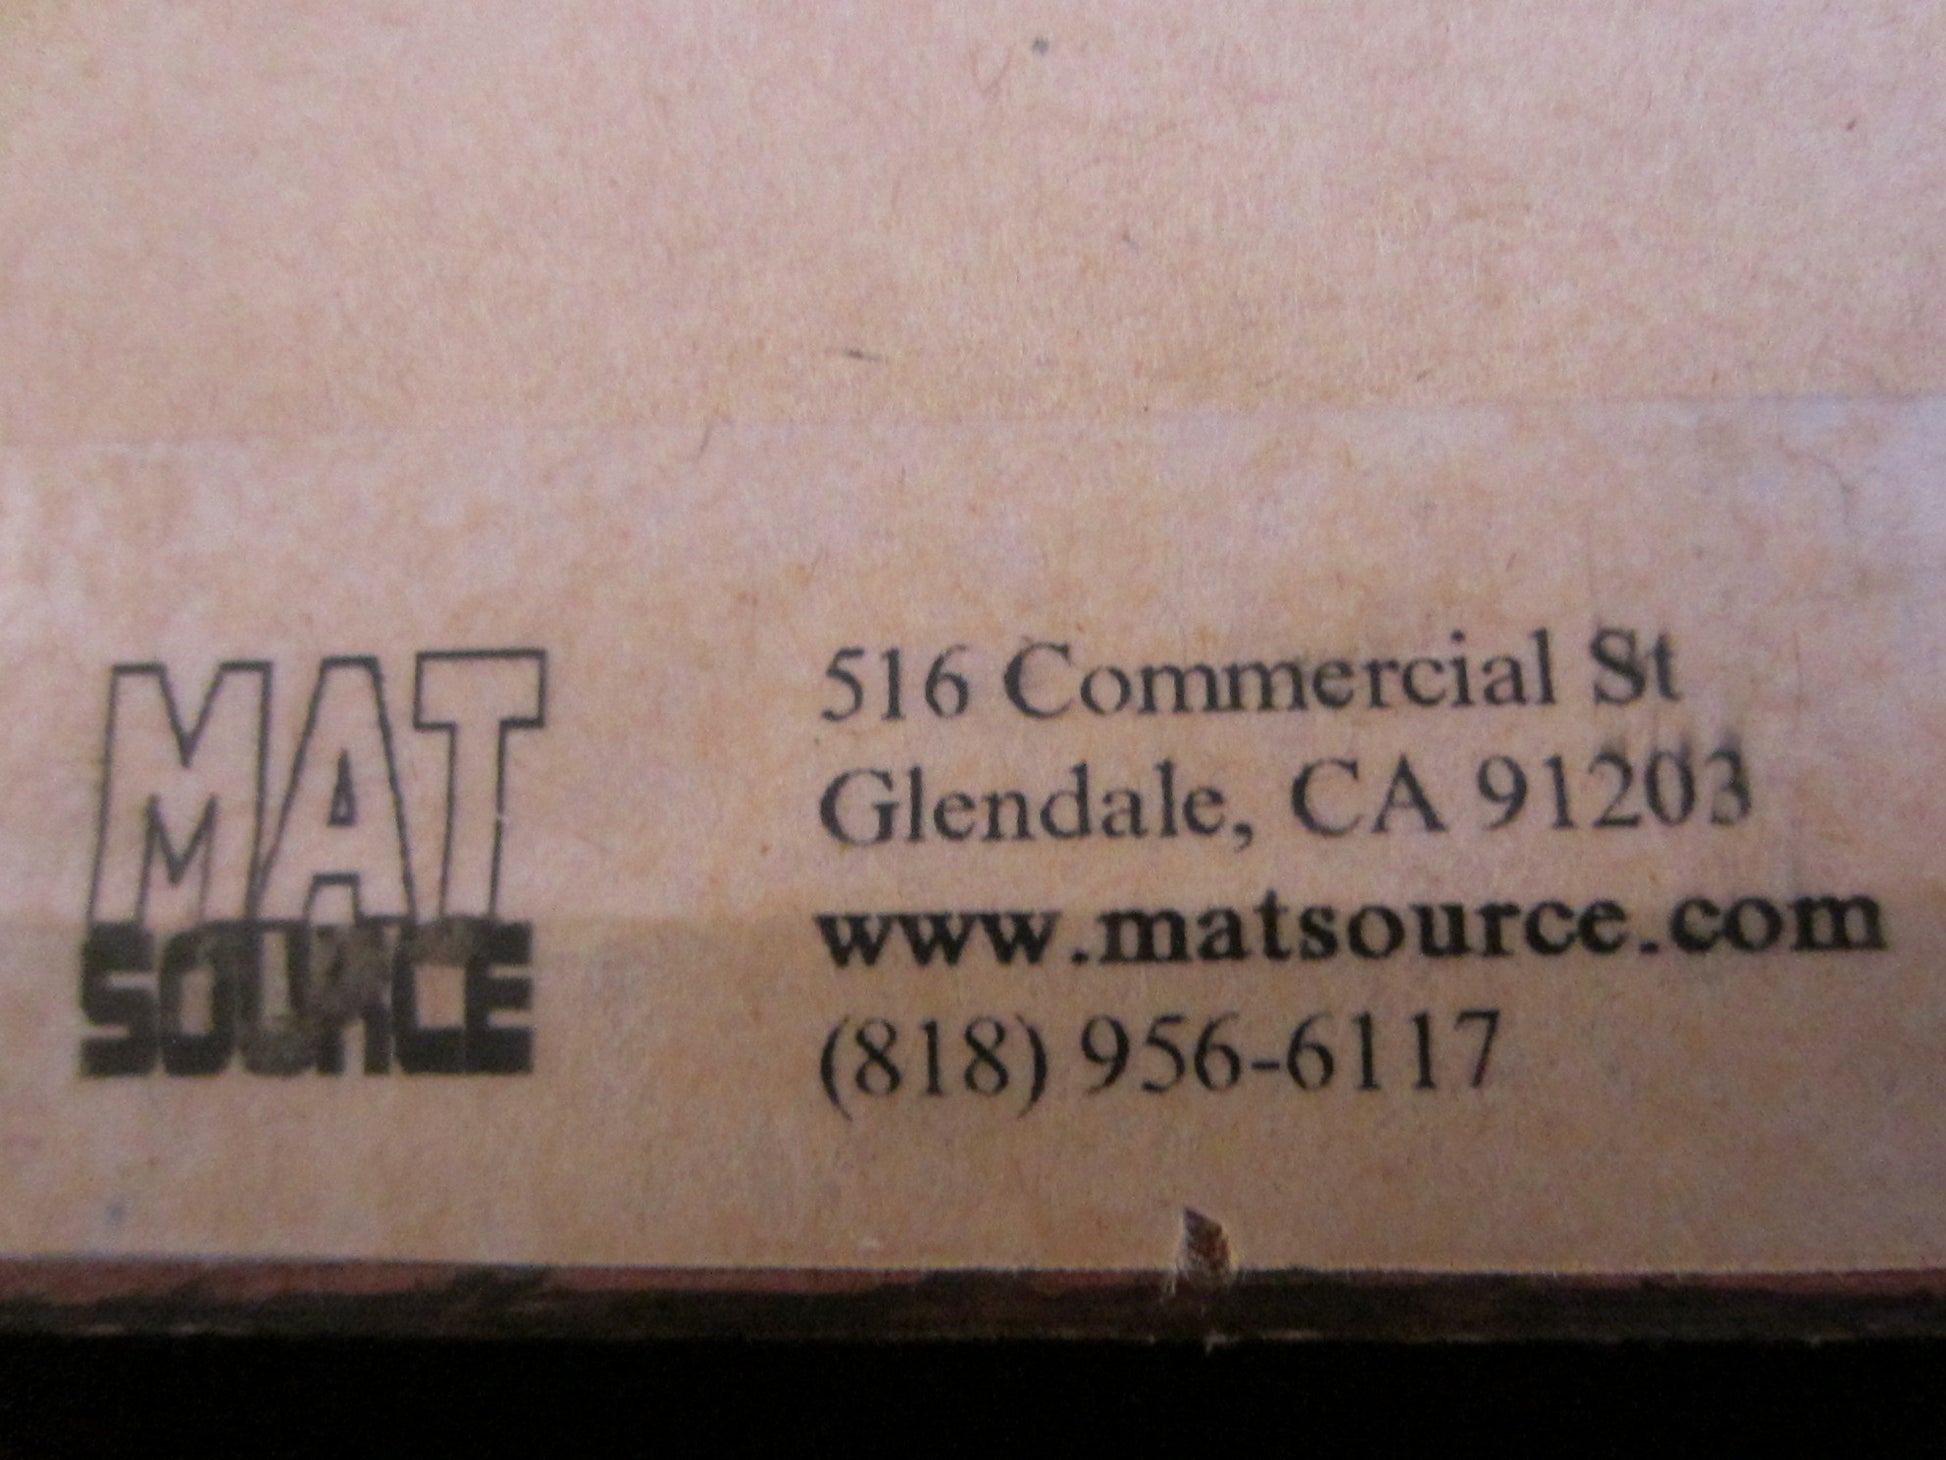 MAT
SOURCE
516 Commercial St
Glendale, CA 91203
www.matsource.com
(818) 956-6117